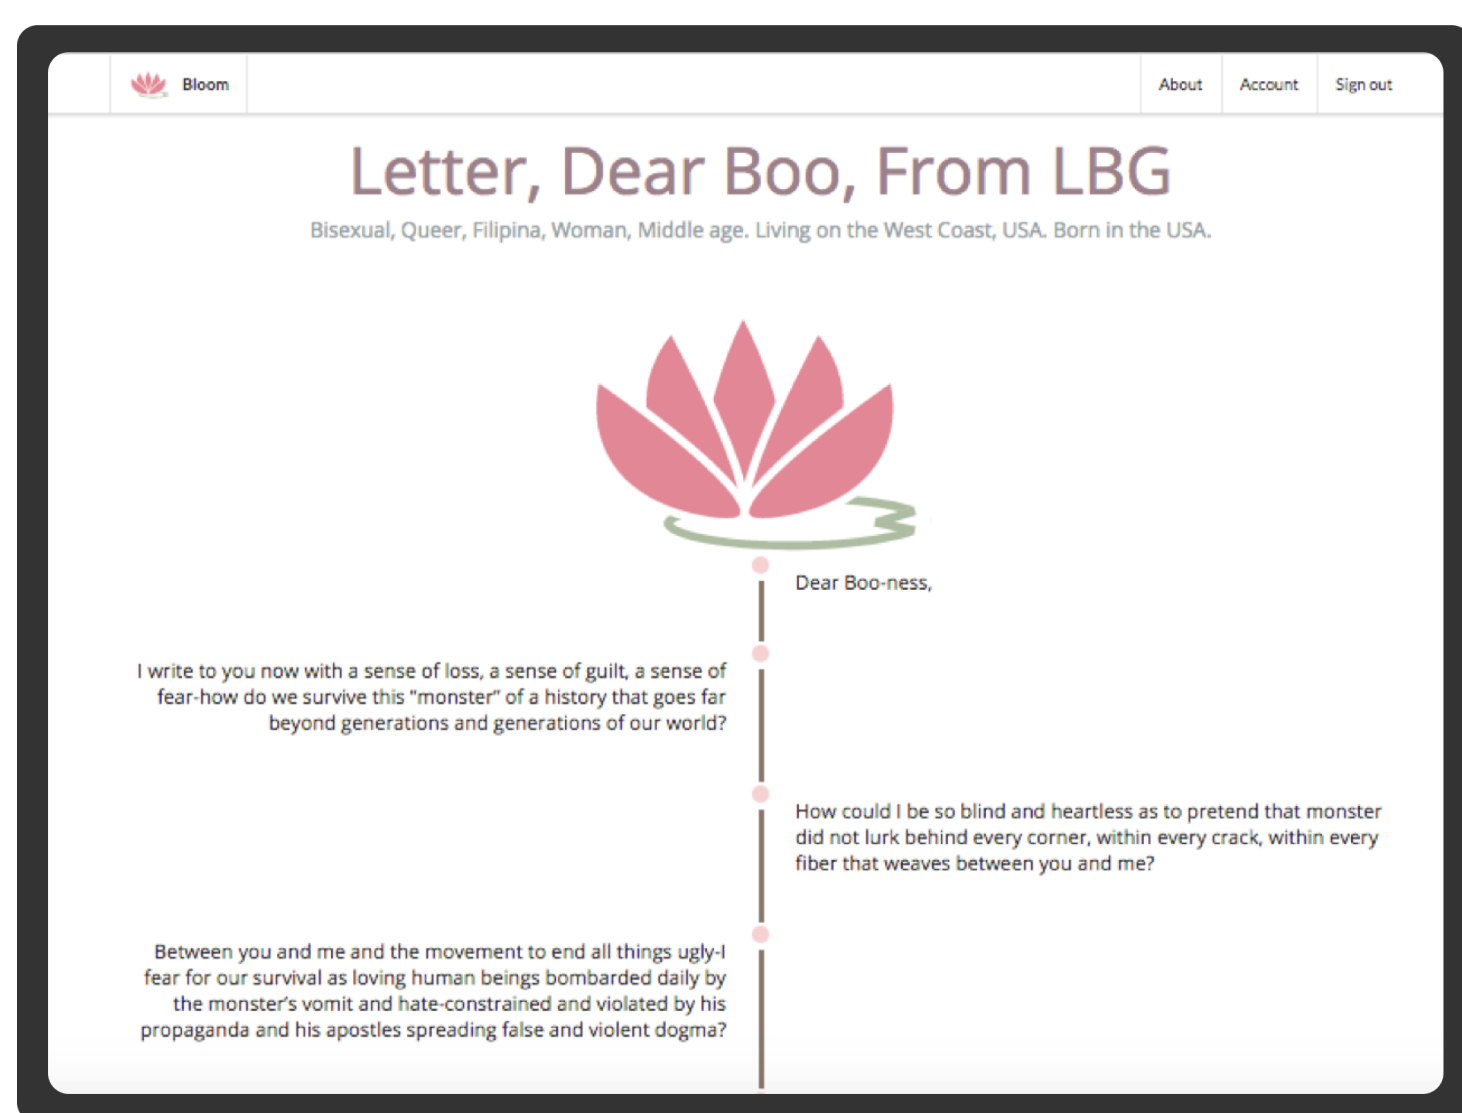 Bloom
About
Account
Sign out
Letter, Dear Boo, From LBG
Bisexual, Queer, Filipina, Woman, Middle age. Living on the West Coast, USA. Born in the USA.
Dear Boo-ness,
I write to you now with a sense of loss, a sense of guilt, a sense of
fear-how do we survive this “monster” of a history that goes far
beyond generations and generations of our world?
How could I be so blind and heartless as to pretend that monster
did not lurk behind every corner, within every crack, within every
fiber that weaves between you and me?
Between you and me and the movement to end all things ugly-I
fear for our survival as loving human beings bombarded daily by
the monster’s vomit and hate-constrained and violated by his
propaganda and his apostles spreading false and violent dogma?